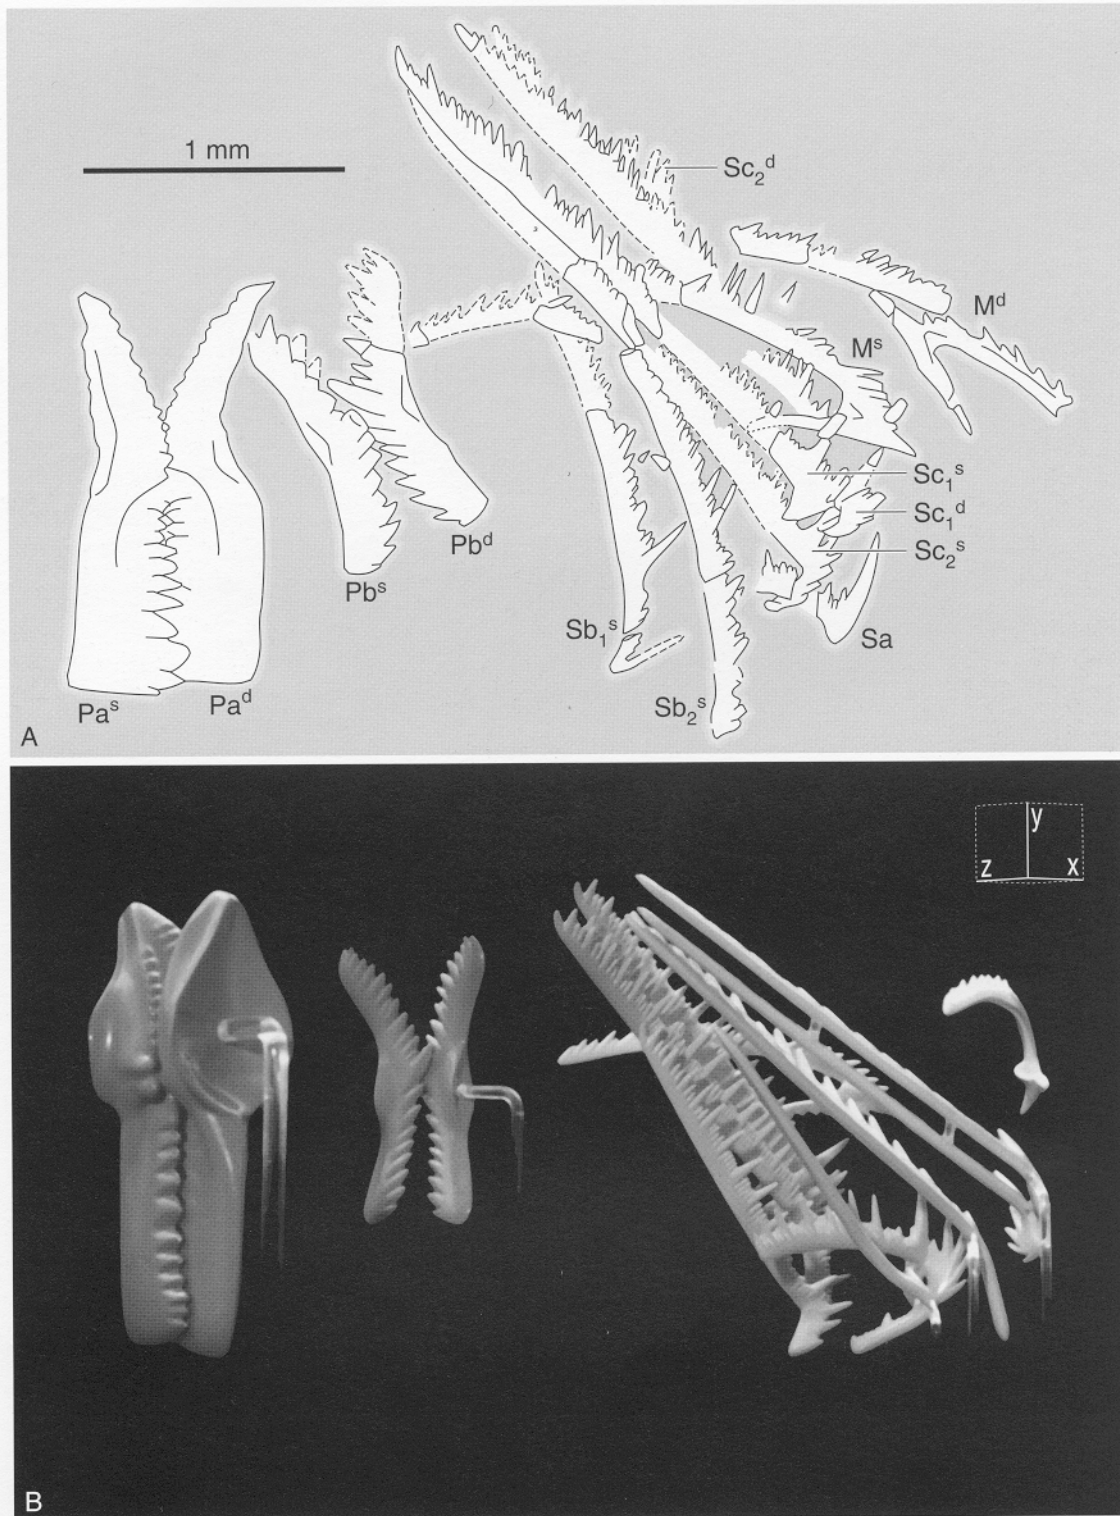 1 mm
Sc₂ᵈ
Mᵈ
Mˢ
Sc₁ˢ
Sc₁ᵈ
Sc₂ˢ
Pbᵈ
Pbˢ
Sb₁ˢ
Sa
Sb₂ˢ
Paˢ
Paᵈ
A
y
z
x
B